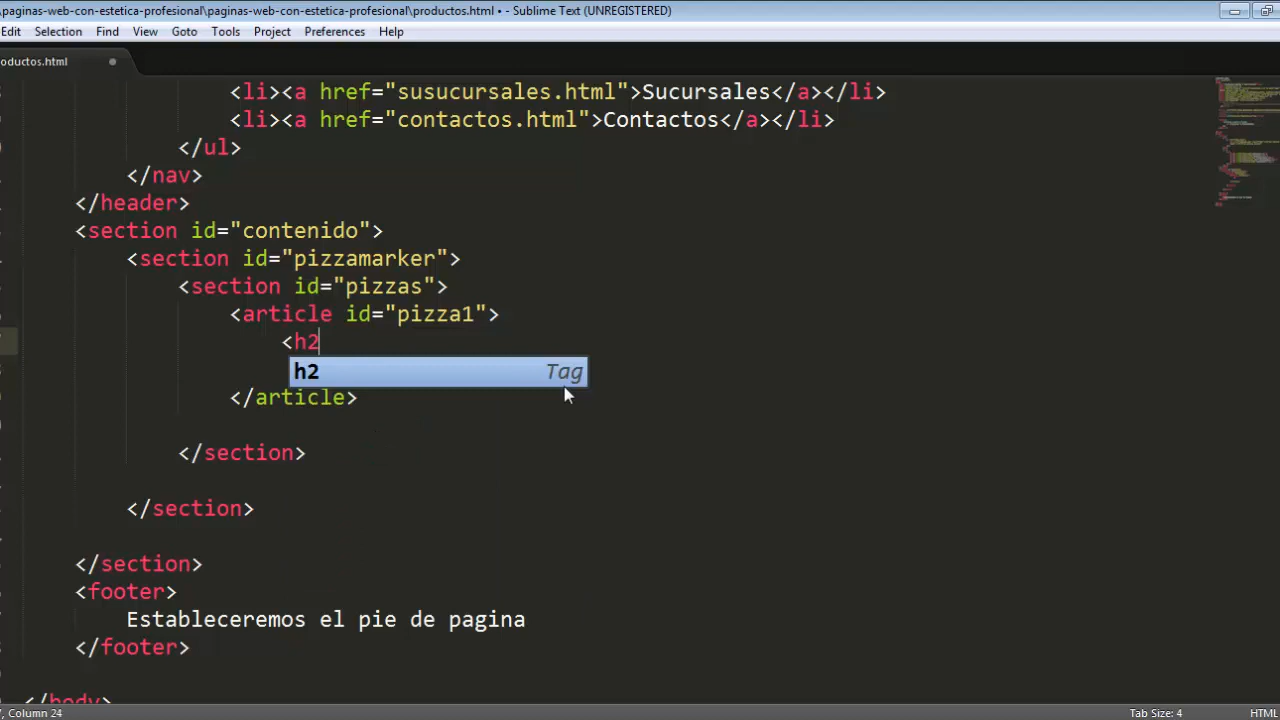 \paginas-web-con-estetica-profesional\paginas-web-con-estetica-profesional\productos.html • - Sublime Text (UNREGISTERED)
Edit Selection Find View Goto Tools Project Preferences Help
oductos.html
<li><a href="susucursales.html">Sucursales</a></li>
<li><a href="contactos.html">Contactos</a></li>
</ul>
</nav>
</header>
<section id="contenido">
<section id="pizzamarker">
<section id="pizzas">
<article id="pizza1">
<h2
h2 Tag
</article>
</section>
</section>
</section>
<footer>
Estableceremos el pie de pagina
</footer>
</body>
, Column 24 Tab Size: 4 HTML